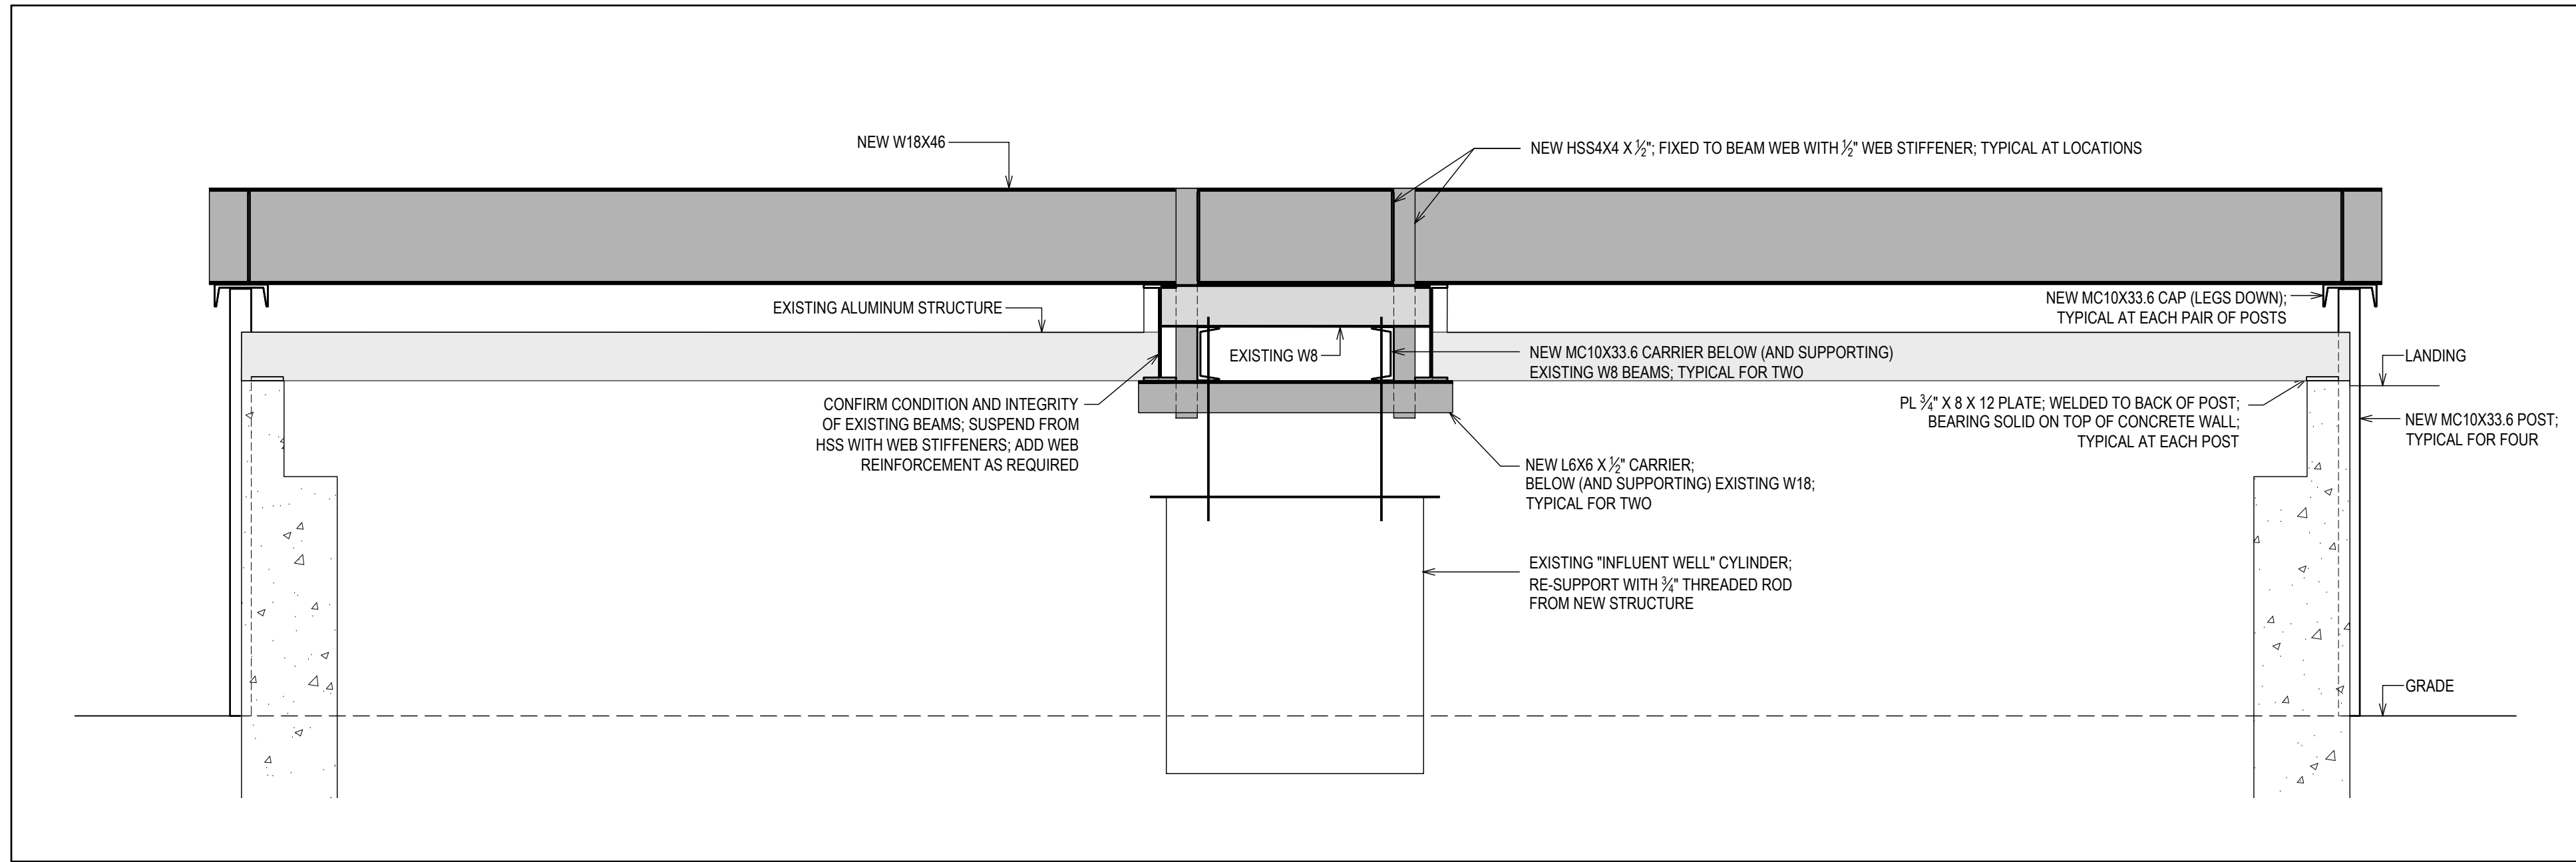 NEW W18X46
NEW HSS4X4 X ½"; FIXED TO BEAM WEB WITH ½" WEB STIFFENER; TYPICAL AT LOCATIONS
EXISTING ALUMINUM STRUCTURE
NEW MC10X33.6 CAP (LEGS DOWN);
TYPICAL AT EACH PAIR OF POSTS
EXISTING W8
NEW MC10X33.6 CARRIER BELOW (AND SUPPORTING)
EXISTING W8 BEAMS; TYPICAL FOR TWO
LANDING
CONFIRM CONDITION AND INTEGRITY
OF EXISTING BEAMS; SUSPEND FROM
HSS WITH WEB STIFFENERS; ADD WEB
REINFORCEMENT AS REQUIRED
PL ¾" X 8 X 12 PLATE; WELDED TO BACK OF POST;
BEARING SOLID ON TOP OF CONCRETE WALL;
TYPICAL AT EACH POST
NEW MC10X33.6 POST;
TYPICAL FOR FOUR
NEW L6X6 X ½" CARRIER;
BELOW (AND SUPPORTING) EXISTING W18;
TYPICAL FOR TWO
EXISTING "INFLUENT WELL" CYLINDER;
RE-SUPPORT WITH ¾" THREADED ROD
FROM NEW STRUCTURE
GRADE